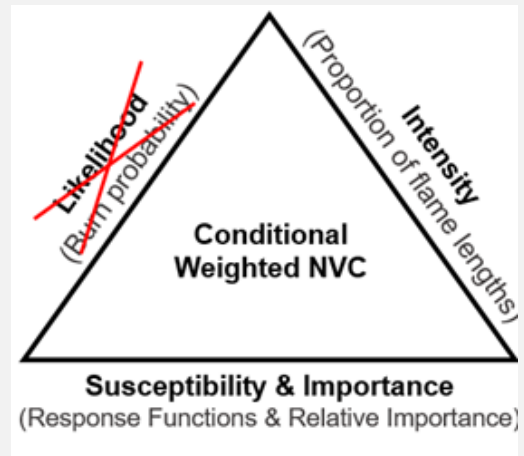 Likelihood
(Burn probability)
Intensity
(Proportion of flame lengths)
Conditional
Weighted NVC
Susceptibility & Importance
(Response Functions & Relative Importance)